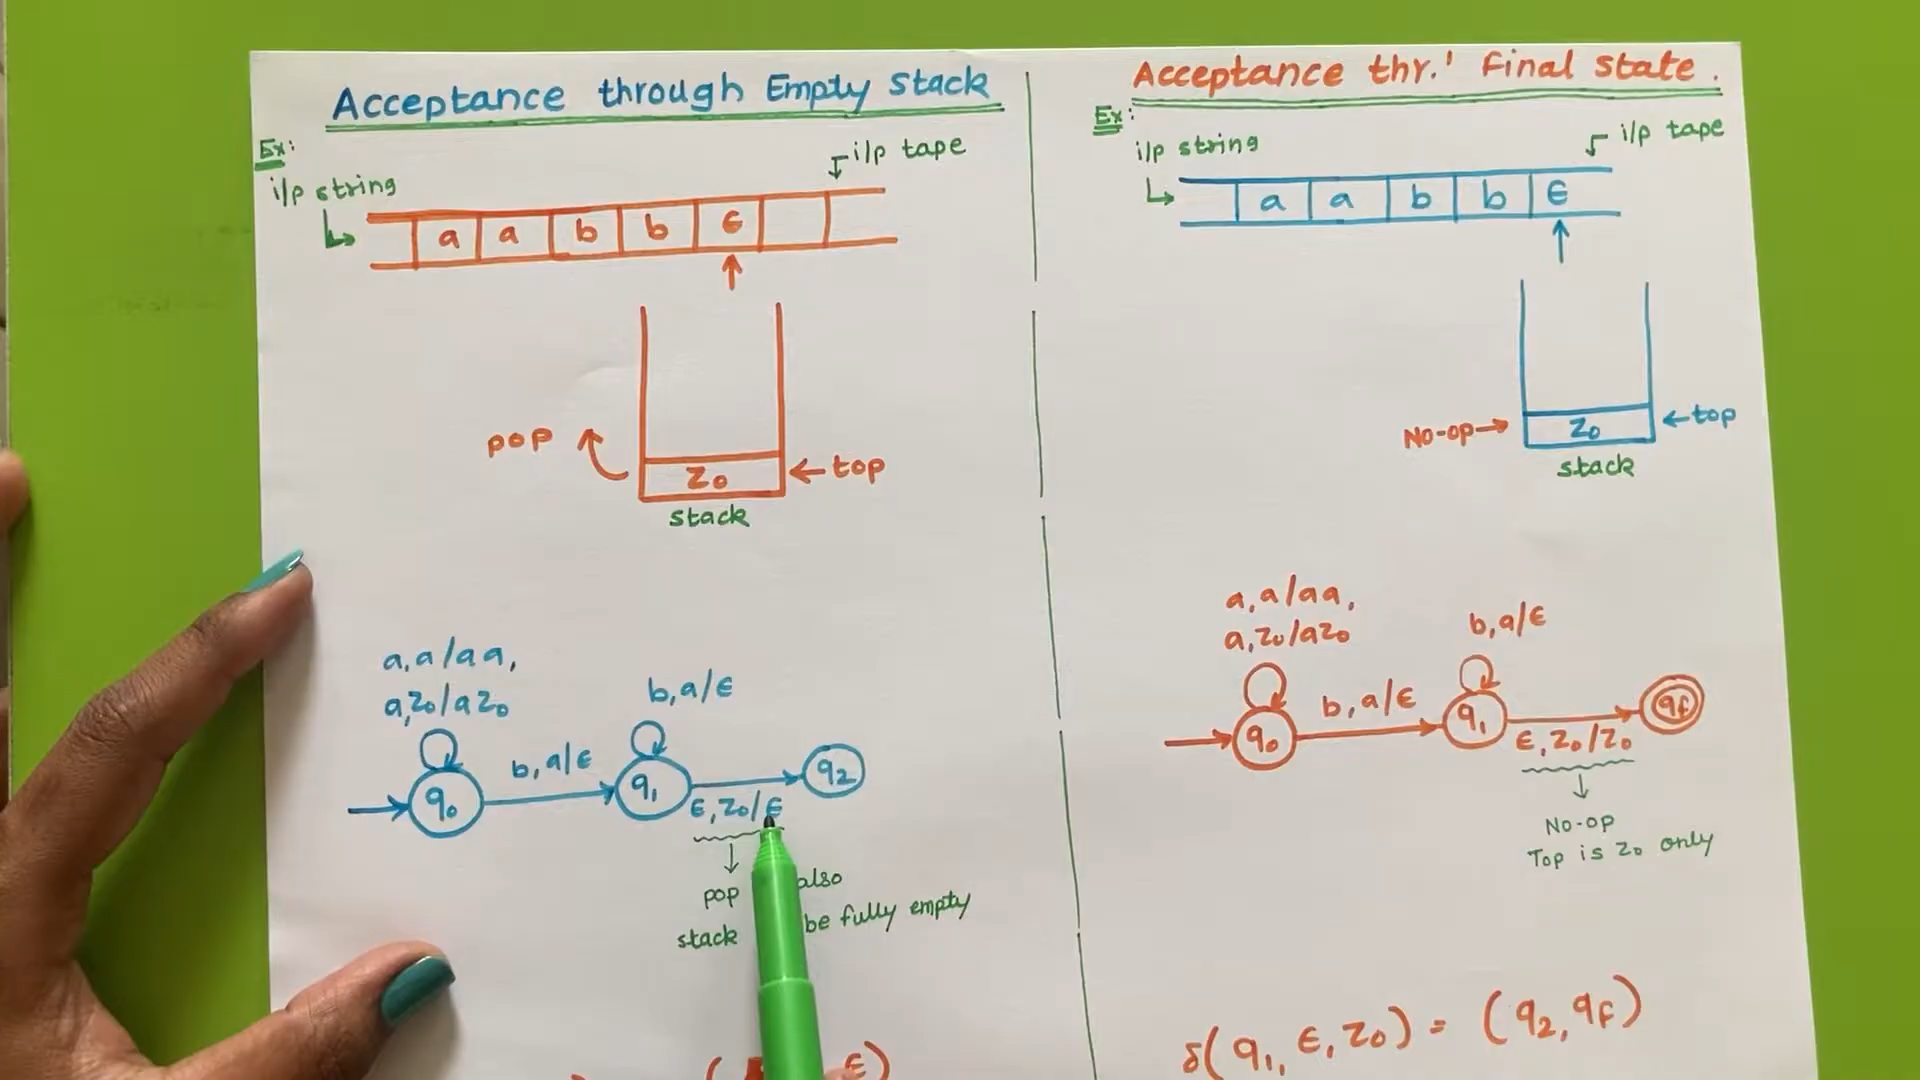 Acceptance through Empty Stack
Ex:
i/p string
i/p tape
a a b b ϵ
pop
Z₀
←top
stack
a,a/aa,
a,Z₀/aZ₀
b,a/ϵ
b,a/ϵ
q₀
q₁
q₂
ϵ,Z₀/ϵ
pop also
stack be fully empty
( ϵ)
Acceptance thr.' Final State.
Ex:
i/p string
i/p tape
a a b b ϵ
No-op→
Z₀
←top
stack
a,a/aa,
a,Z₀/aZ₀
b,a/ϵ
b,a/ϵ
q₀
q₁
qf
ϵ,Z₀/Z₀
No-op
Top is Z₀ only
δ(q₁, ϵ, Z₀) = (q₂, qf)